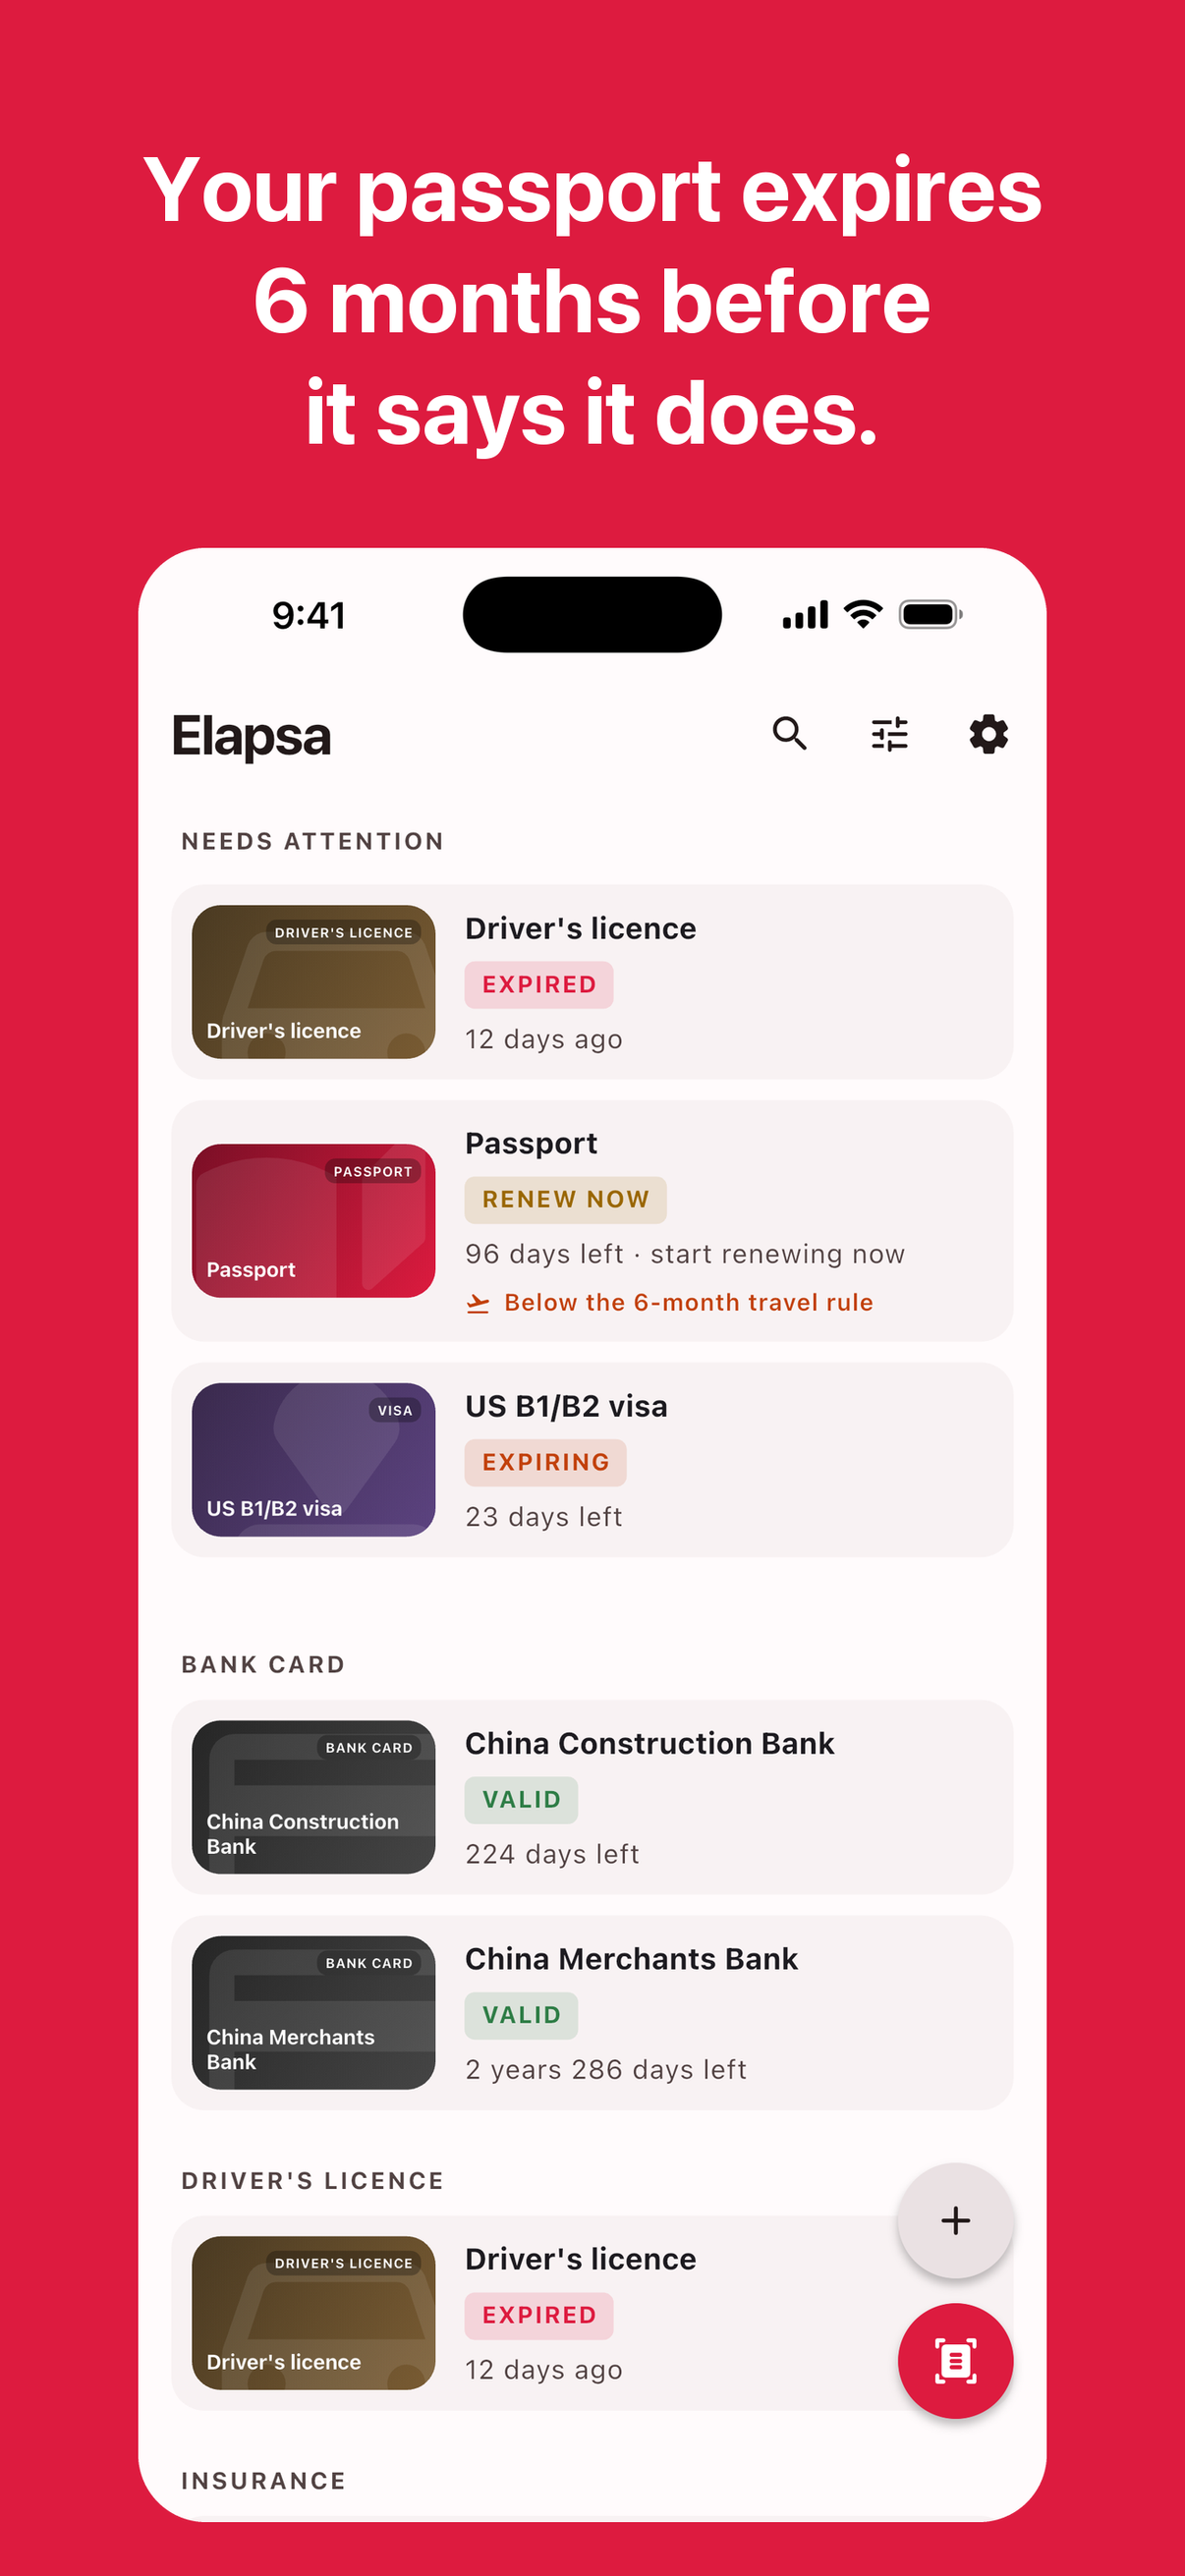 Your passport expires
6 months before
it says it does.
9:41
Elapsa
NEEDS ATTENTION
DRIVER'S LICENCE
Driver's licence
Driver's licence
EXPIRED
12 days ago
PASSPORT
Passport
Passport
RENEW NOW
96 days left · start renewing now
Below the 6-month travel rule
VISA
US B1/B2 visa
US B1/B2 visa
EXPIRING
23 days left
BANK CARD
BANK CARD
China Construction
Bank
China Construction Bank
VALID
224 days left
BANK CARD
China Merchants
Bank
China Merchants Bank
VALID
2 years 286 days left
DRIVER'S LICENCE
DRIVER'S LICENCE
Driver's licence
Driver's licence
EXPIRED
12 days ago
INSURANCE